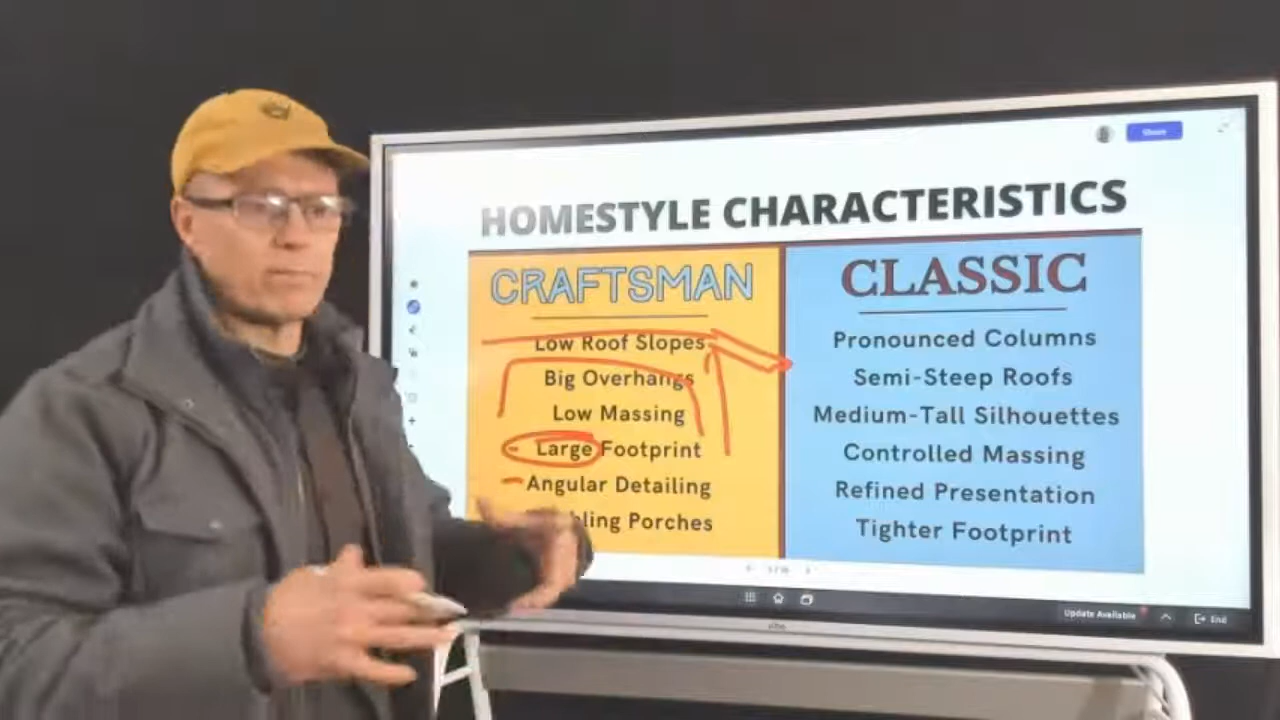 Share
HOMESTYLE CHARACTERISTICS
CRAFTSMAN
Low Roof Slopes
Big Overhangs
Low Massing
Large Footprint
Angular Detailing
Porches
CLASSIC
Pronounced Columns
Semi-Steep Roofs
Medium-Tall Silhouettes
Controlled Massing
Refined Presentation
Tighter Footprint
Update Available
End